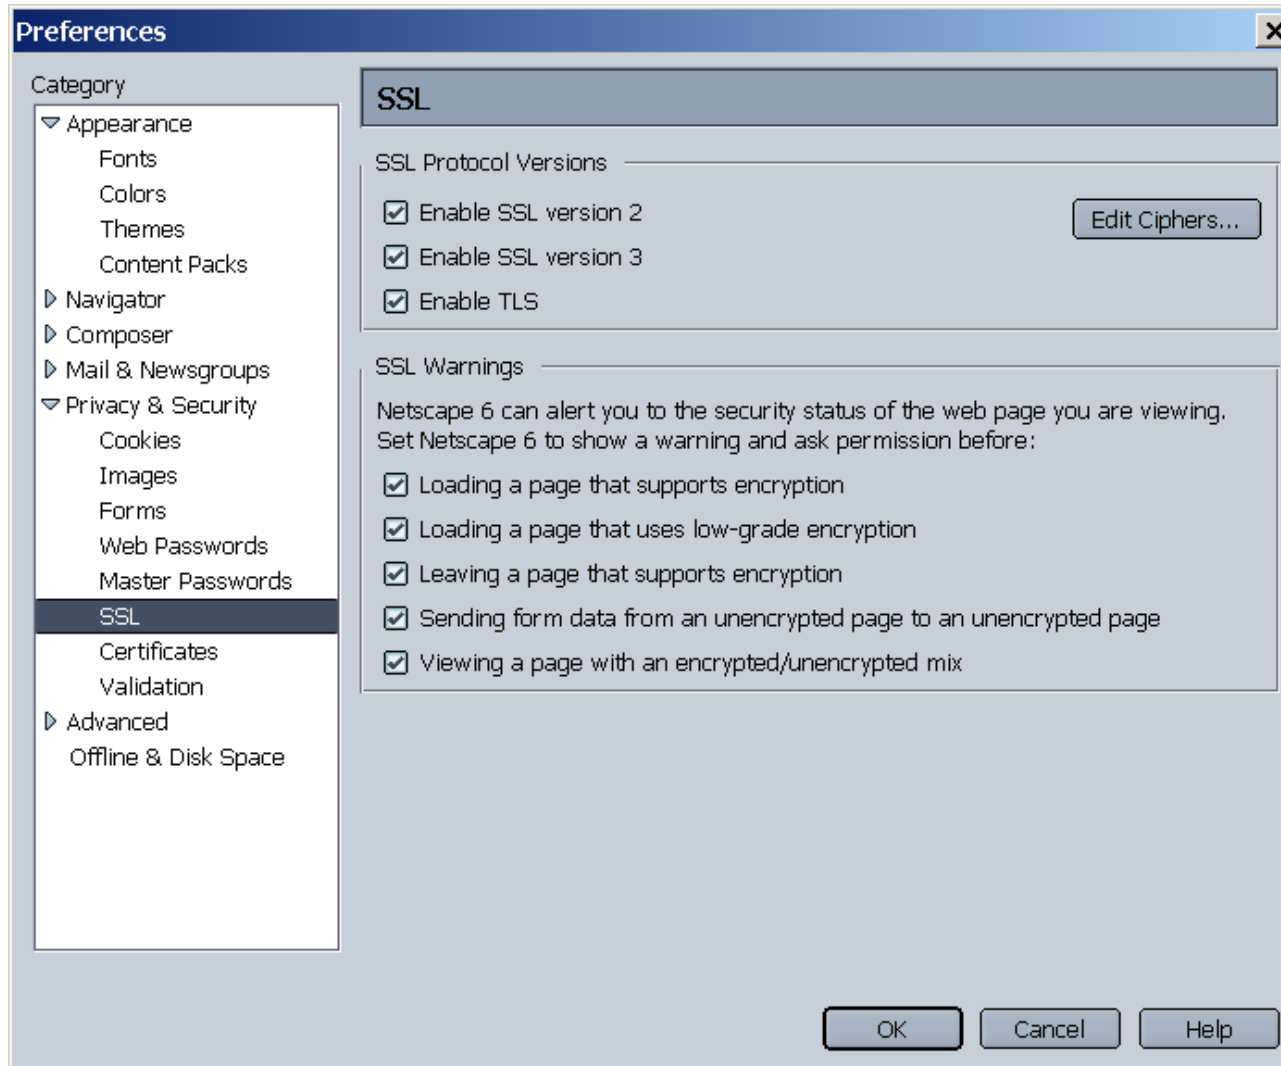 Preferences
Category
Appearance
Fonts
Colors
Themes
Content Packs
Navigator
Composer
Mail & Newsgroups
Privacy & Security
Cookies
Images
Forms
Web Passwords
Master Passwords
SSL
Certificates
Validation
Advanced
Offline & Disk Space
SSL
SSL Protocol Versions
Enable SSL version 2
Edit Ciphers...
Enable SSL version 3
Enable TLS
SSL Warnings
Netscape 6 can alert you to the security status of the web page you are viewing.
Set Netscape 6 to show a warning and ask permission before:
Loading a page that supports encryption
Loading a page that uses low-grade encryption
Leaving a page that supports encryption
Sending form data from an unencrypted page to an unencrypted page
Viewing a page with an encrypted/unencrypted mix
OK
Cancel
Help